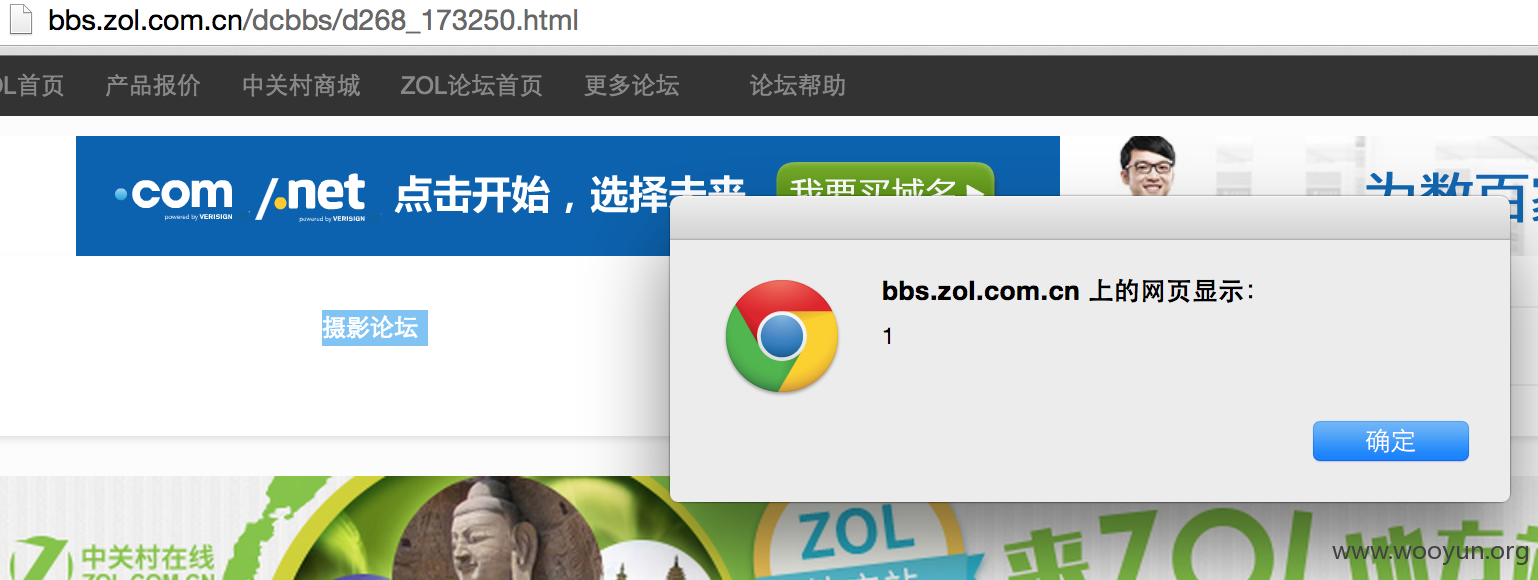 bbs.zol.com.cn/dcbbs/d268_173250.html
OL首页 产品报价 中关村商城 ZOL论坛首页 更多论坛 论坛帮助
.com /.net 点击开始，选择未来 我要买域名▶
powered by VERISIGN powered by VERISIGN
为数百
bbs.zol.com.cn 上的网页显示:
摄影论坛
1
确定
ZOL
中关村在线
ZOL.COM.CN
来ZOL地方
www.wooyun.org